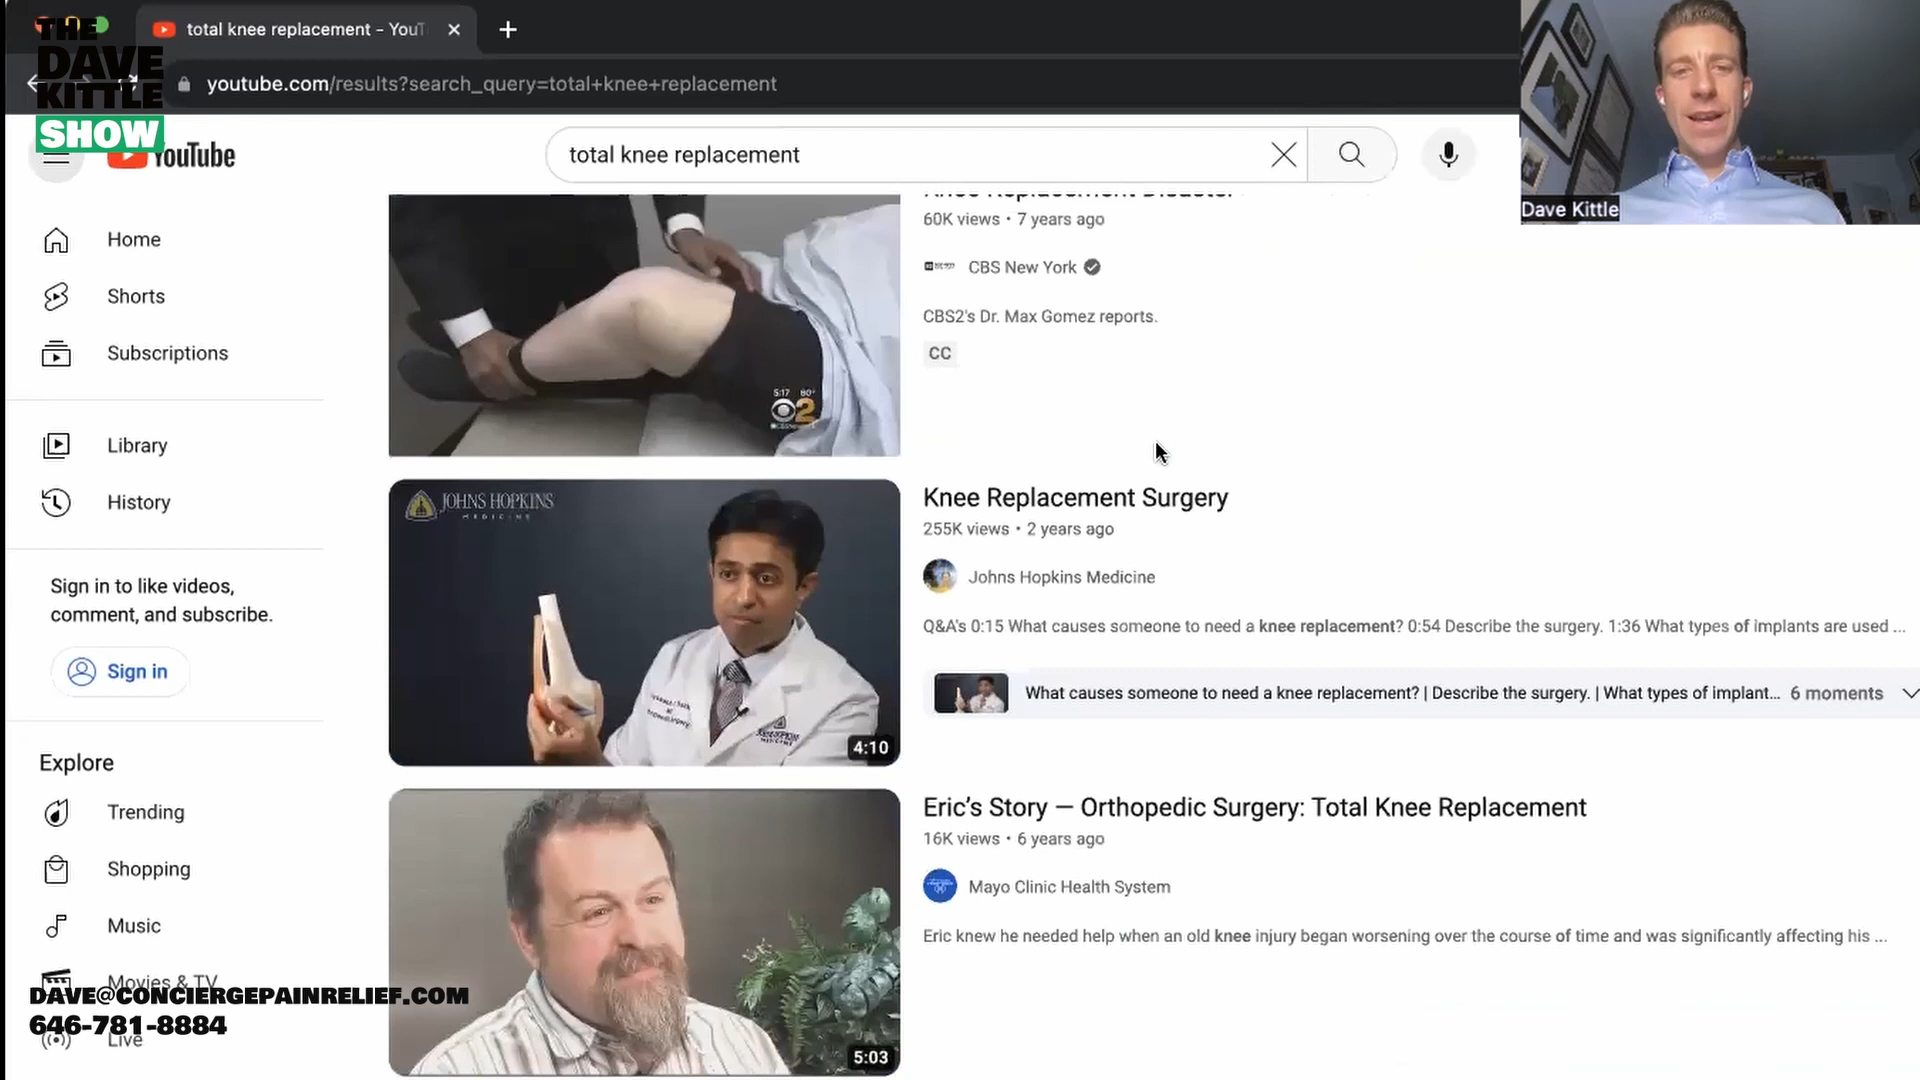 THE
DAVE
KITTLE
SHOW
total knee replacement - YouT
youtube.com/results?search_query=total+knee+replacement
YouTube
total knee replacement
Dave Kittle
Home
Shorts
Subscriptions
Library
History
Sign in to like videos,
comment, and subscribe.
Sign in
Explore
Trending
Shopping
Music
Movies & TV
Live
DAVE@CONCIERGEPAINRELIEF.COM
646-781-8884
Knee Replacement Disaster
60K views • 7 years ago
CBS New York
CBS2's Dr. Max Gomez reports.
CC
5:17 80°
2
JOHNS HOPKINS
MEDICINE
4:10
Knee Replacement Surgery
255K views • 2 years ago
Johns Hopkins Medicine
Q&A's 0:15 What causes someone to need a knee replacement? 0:54 Describe the surgery. 1:36 What types of implants are used ...
What causes someone to need a knee replacement? | Describe the surgery. | What types of implant... 6 moments
5:03
Eric’s Story — Orthopedic Surgery: Total Knee Replacement
16K views • 6 years ago
Mayo Clinic Health System
Eric knew he needed help when an old knee injury began worsening over the course of time and was significantly affecting his ...